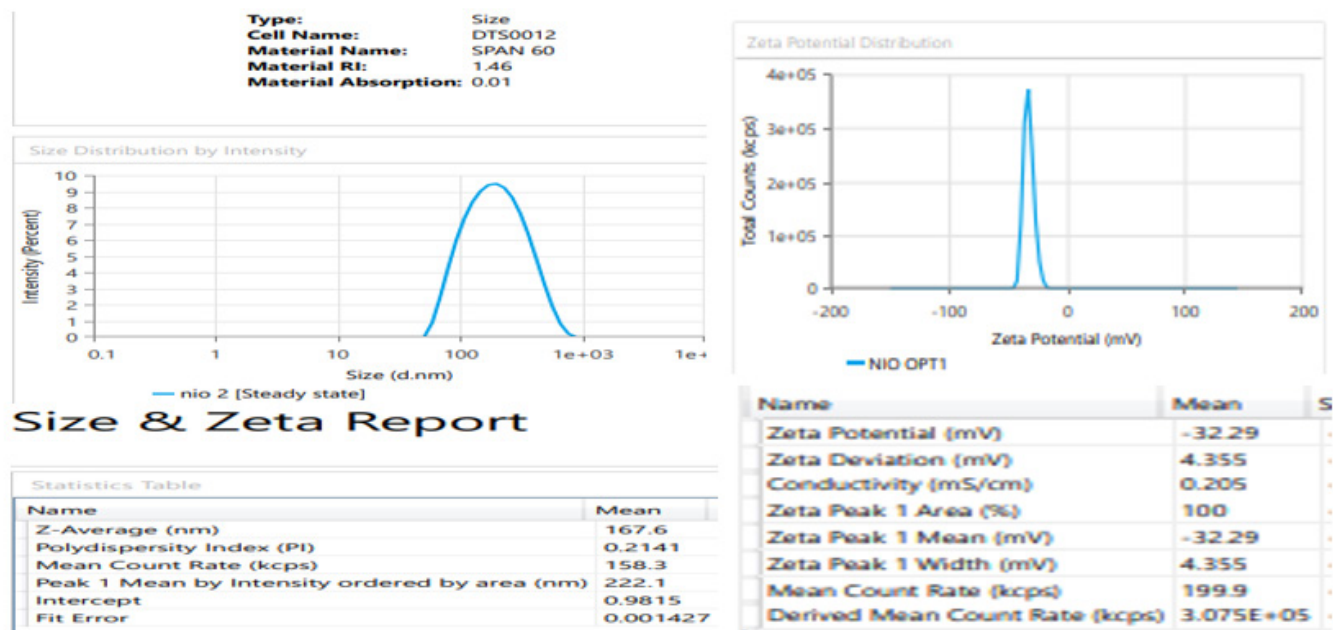 Type: Size
Cell Name: DTS0012
Material Name: SPAN 60
Material RI: 1.46
Material Absorption: 0.01
Size Distribution by Intensity
Intensity (Percent)
10
9
8
7
6
5
4
3
2
1
0
0.1 1 10 100 1e+03 1e+
Size (d.nm)
nio 2 [Steady state]
Size & Zeta Report
Statistics Table
Name Mean
Z-Average (nm) 167.6
Polydispersity Index (PI) 0.2141
Mean Count Rate (kcps) 158.3
Peak 1 Mean by Intensity ordered by area (nm) 222.1
Intercept 0.9815
Fit Error 0.001427
Zeta Potential Distribution
Total Counts (kcps)
4e+05
3e+05
2e+05
1e+05
0
-200 -100 0 100 200
Zeta Potential (mV)
NIO OPT1
Name Mean S
Zeta Potential (mV) -32.29 -
Zeta Deviation (mV) 4.355 -
Conductivity (mS/cm) 0.205 -
Zeta Peak 1 Area (%) 100 -
Zeta Peak 1 Mean (mV) -32.29 -
Zeta Peak 1 Width (mV) 4.355 -
Mean Count Rate (kcps) 199.9 -
Derived Mean Count Rate (kcps) 3.075E+05 -